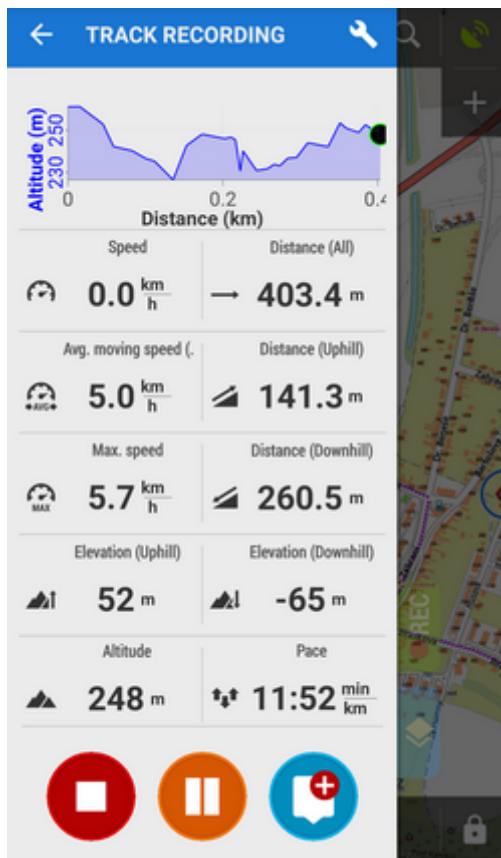 TRACK RECORDING
Altitude (m)
250
230
0
0.2
0.4
Distance (km)
Speed
Distance (All)
0.0 km/h
403.4 m
Avg. moving speed (.
Distance (Uphill)
AVG
5.0 km/h
141.3 m
Max. speed
Distance (Downhill)
MAX
5.7 km/h
260.5 m
Elevation (Uphill)
Elevation (Downhill)
52 m
-65 m
Altitude
Pace
248 m
11:52 min/km
REC